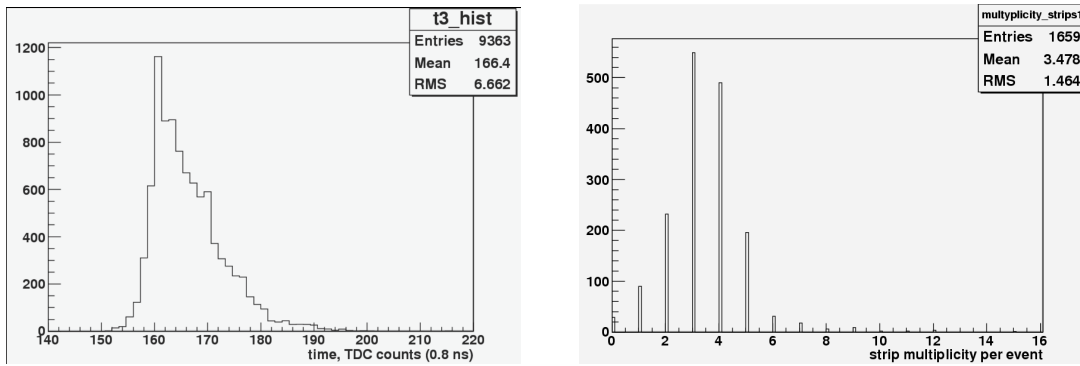 t3_hist
Entries 9363
Mean 166.4
RMS 6.662
1200
1000
800
600
400
200
0
140 150 160 170 180 190 200 210 220
time, TDC counts (0.8 ns)
multyplicity_strips1
Entries 1659
Mean 3.478
RMS 1.464
500
400
300
200
100
0
0 2 4 6 8 10 12 14 16
strip multiplicity per event